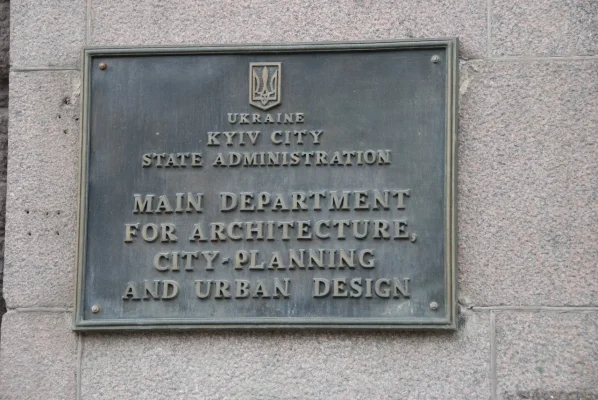 UKRAINE
KYIV CITY
STATE ADMINISTRATION
MAIN DEPARTMENT
FOR ARCHITECTURE,
CITY-PLANNING
AND URBAN DESIGN